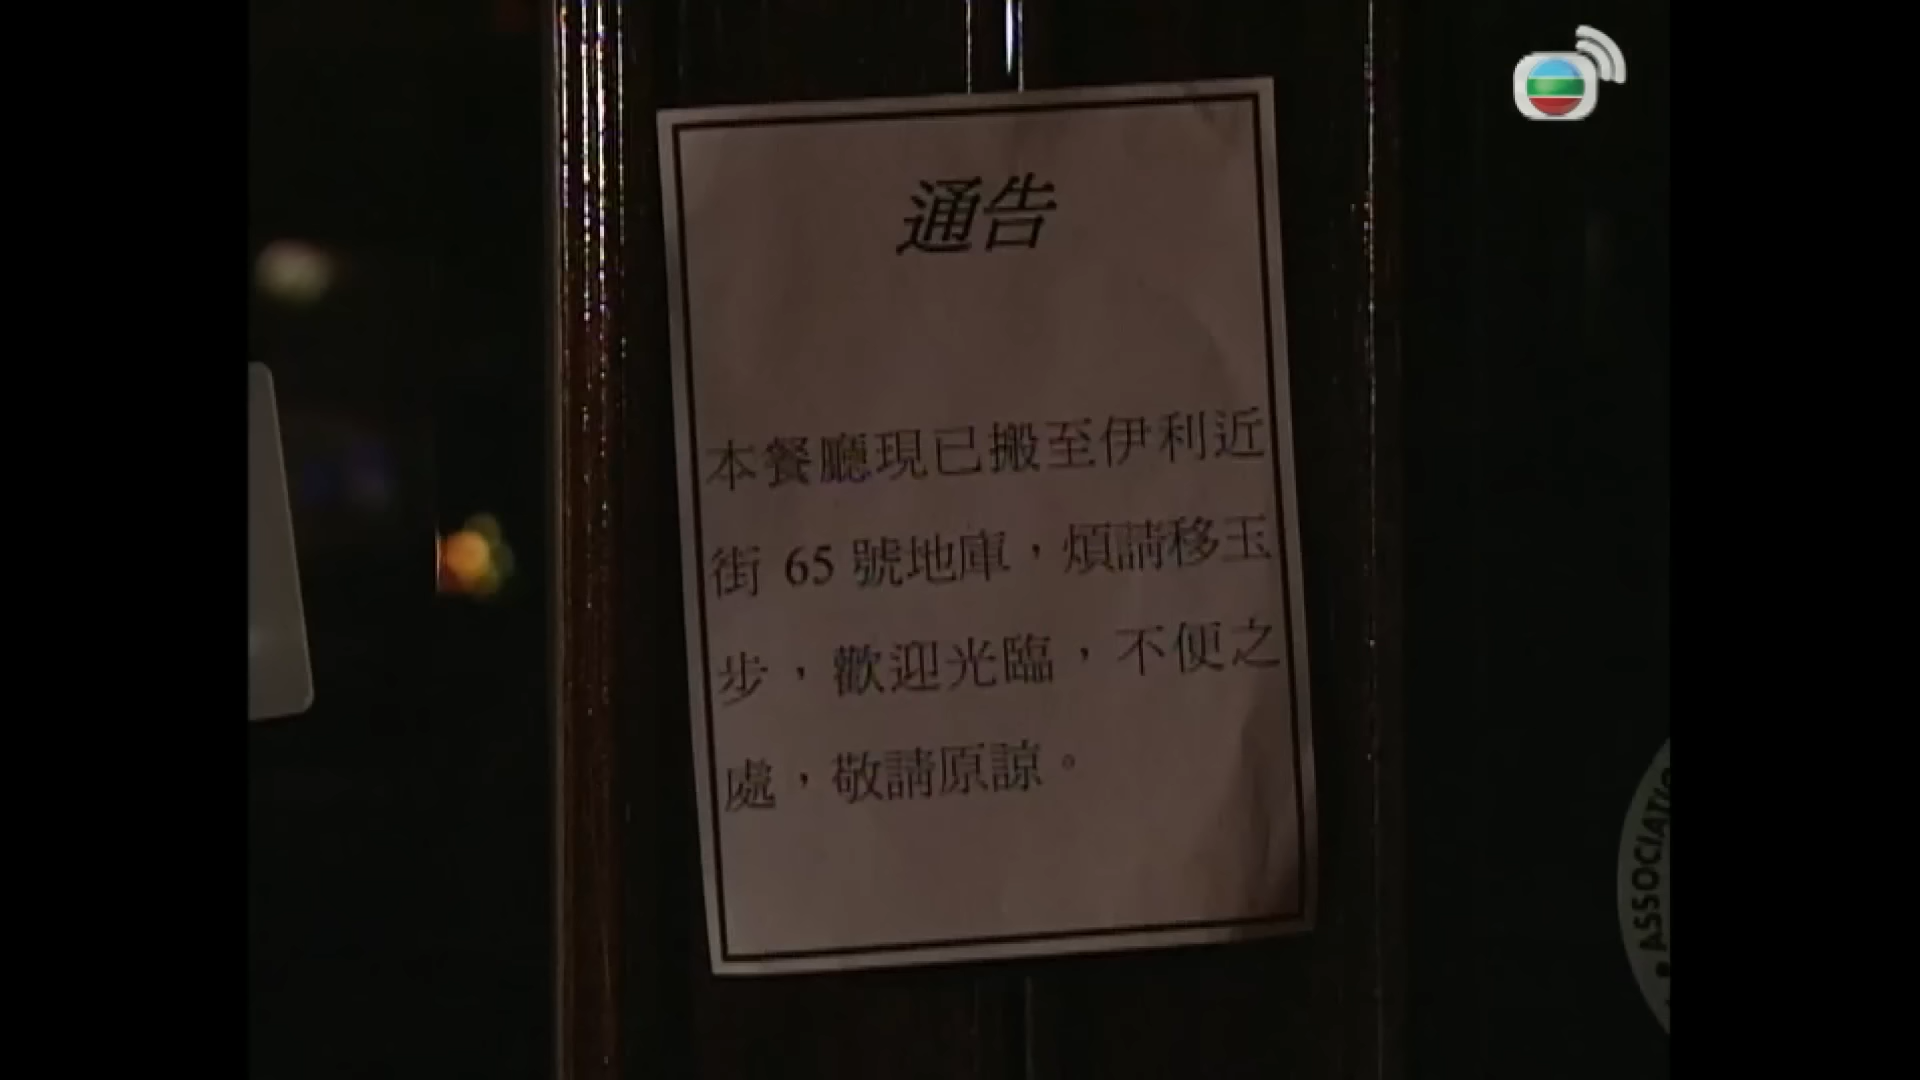 通告
本餐廳現已搬至伊利近
街 65 號地庫，煩請移玉
步，歡迎光臨，不便之
處，敬請原諒。
ASSOCIATIO